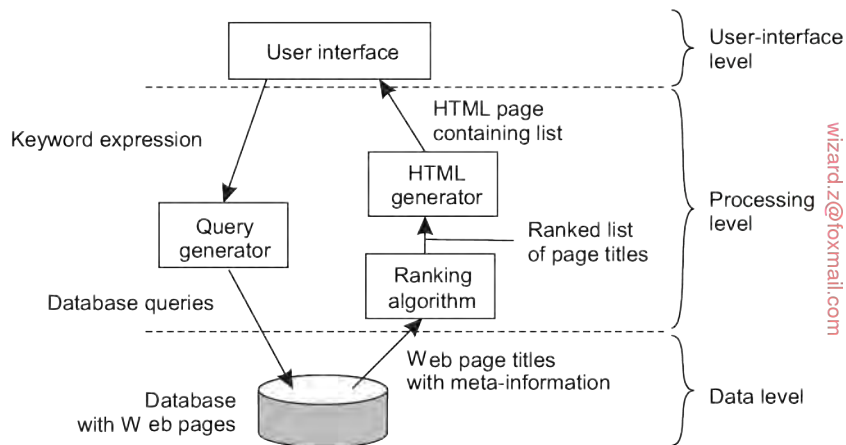 User interface
User-interface
level
Keyword expression
HTML page
containing list
HTML
generator
Processing
level
Query
generator
Ranked list
of page titles
Ranking
algorithm
Database queries
Web page titles
with meta-information
Database
with Web pages
Data level
wizard.z@foxmail.com